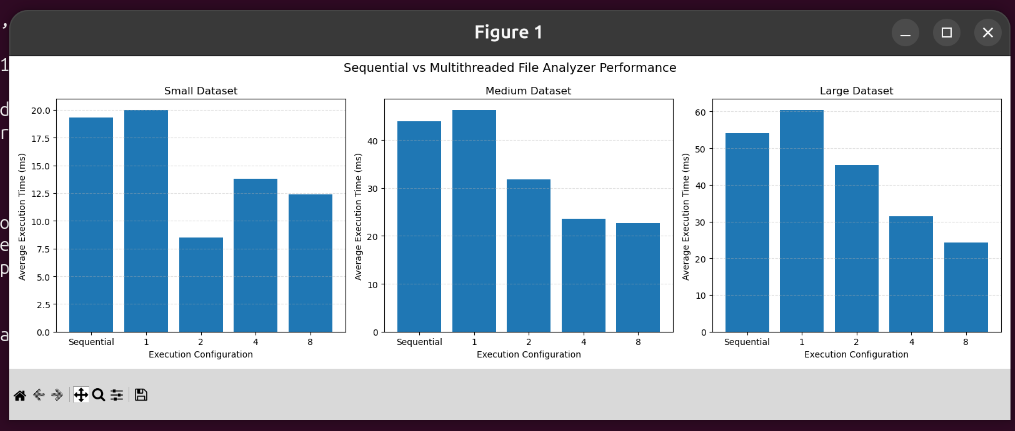 Figure 1
Sequential vs Multithreaded File Analyzer Performance
Small Dataset
20.0
17.5
15.0
12.5
10.0
7.5
5.0
2.5
0.0
Average Execution Time (ms)
Sequential 1 2 4 8
Execution Configuration
Medium Dataset
40
30
20
10
0
Average Execution Time (ms)
Sequential 1 2 4 8
Execution Configuration
Large Dataset
60
50
40
30
20
10
0
Average Execution Time (ms)
Sequential 1 2 4 8
Execution Configuration